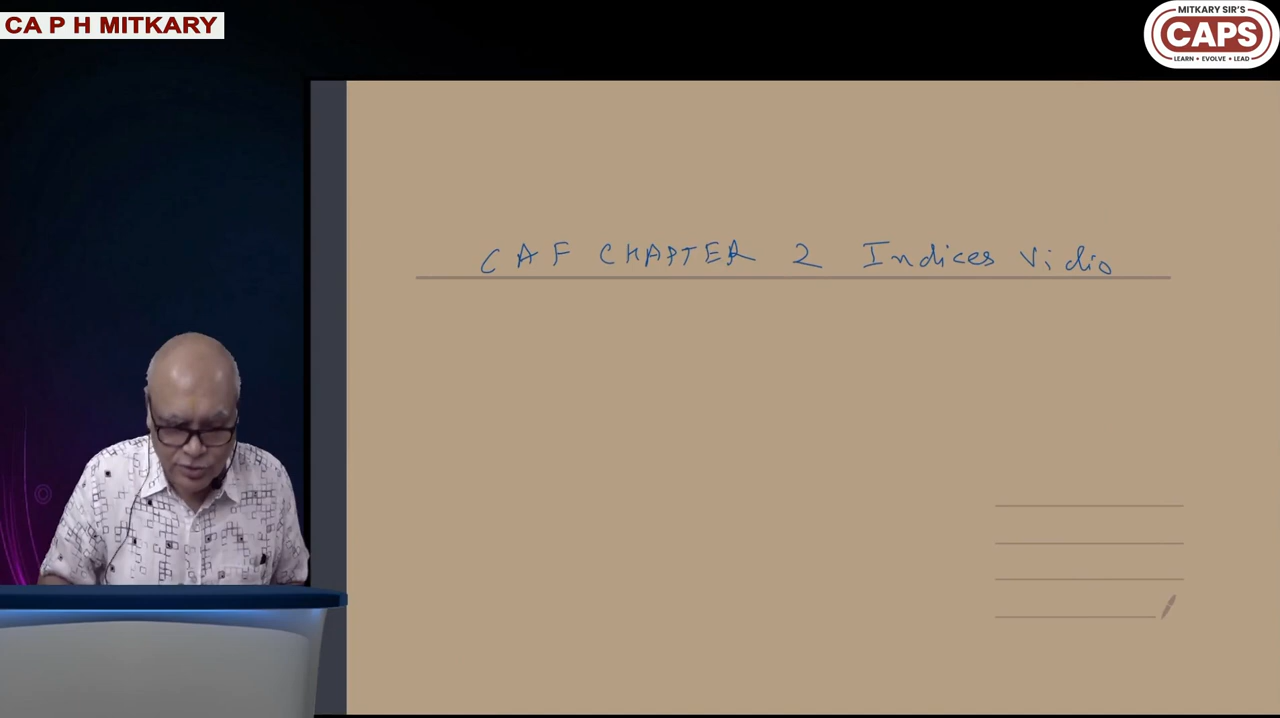 CA P H MITKARY
MITKARY SIR'S
CAPS
LEARN • EVOLVE • LEAD
CAF CHAPTER 2 Indices Vidio